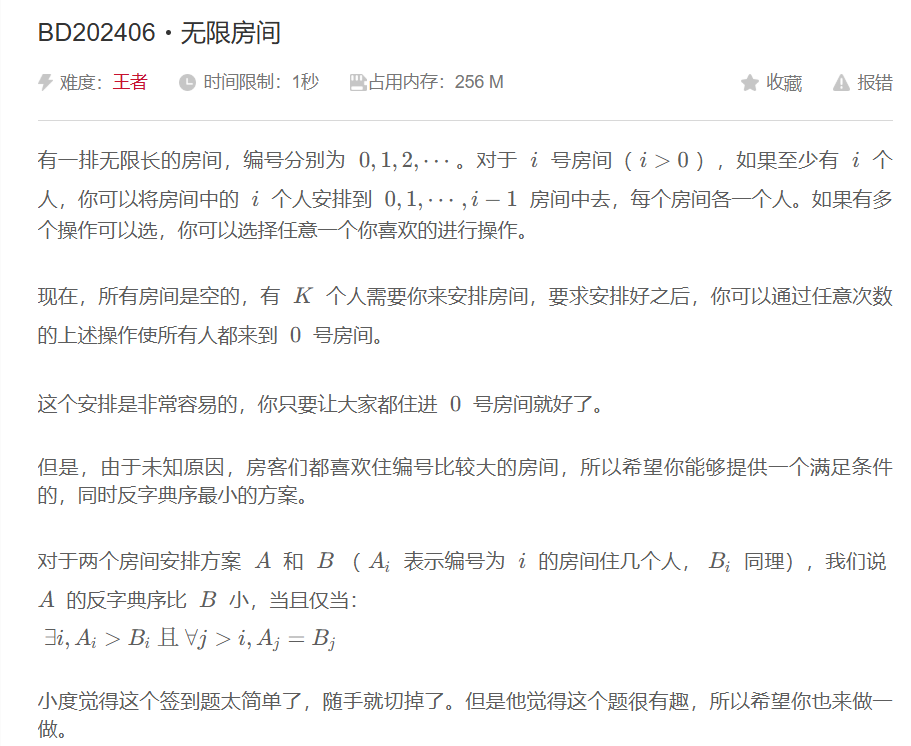 BD202406・无限房间
难度：王者 时间限制：1秒 占用内存：256 M 收藏 报错
有一排无限长的房间，编号分别为 0, 1, 2, ⋯ 。对于 i 号房间（ i > 0 ），如果至少有 i 个
人，你可以将房间中的 i 个人安排到 0, 1, ⋯ , i − 1 房间中去，每个房间各一个人。如果有多
个操作可以选，你可以选择任意一个你喜欢的进行操作。
现在，所有房间是空的，有 K 个人需要你来安排房间，要求安排好之后，你可以通过任意次数
的上述操作使所有人都来到 0 号房间。
这个安排是非常容易的，你只要让大家都住进 0 号房间就好了。
但是，由于未知原因，房客们都喜欢住编号比较大的房间，所以希望你能够提供一个满足条件
的，同时反字典序最小的方案。
对于两个房间安排方案 A 和 B （ A_i 表示编号为 i 的房间住几个人， B_i 同理），我们说
A 的反字典序比 B 小，当且仅当：
∃i, A_i > B_i 且 ∀j > i, A_j = B_j
小度觉得这个签到题太简单了，随手就切掉了。但是他觉得这个题很有趣，所以希望你也来做一
做。